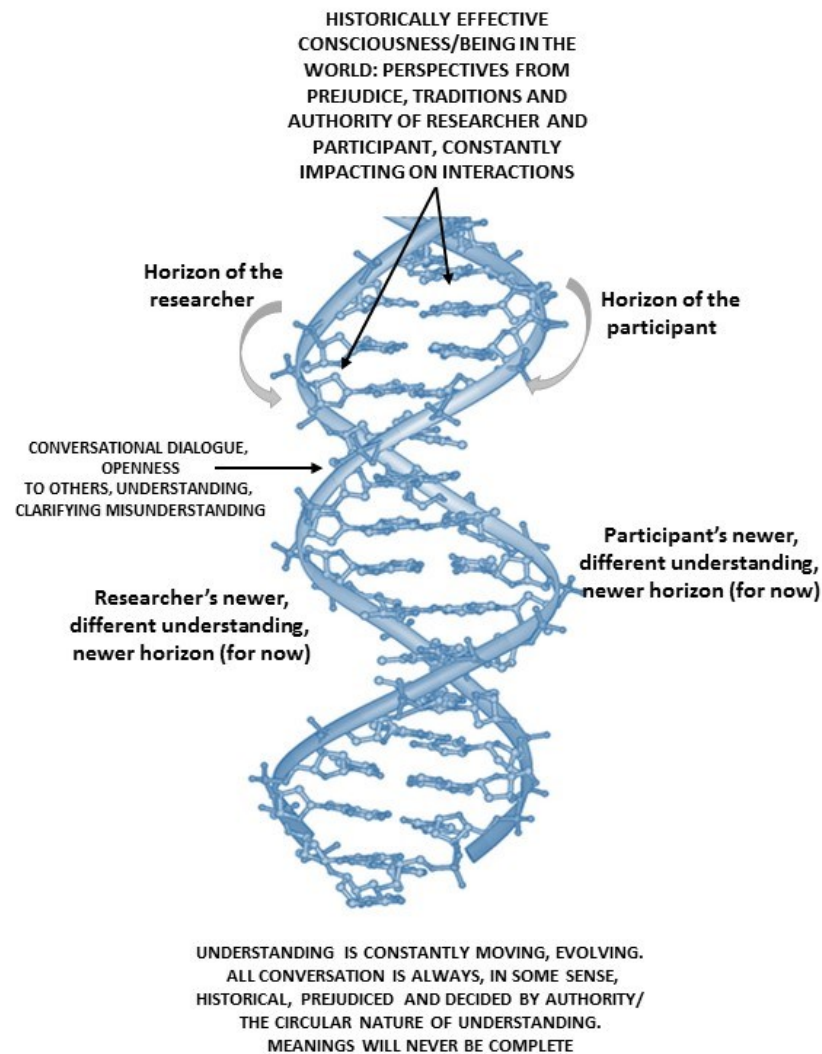 HISTORICALLY EFFECTIVE
CONSCIOUSNESS/BEING IN THE
WORLD: PERSPECTIVES FROM
PREJUDICE, TRADITIONS AND
AUTHORITY OF RESEARCHER AND
PARTICIPANT, CONSTANTLY
IMPACTING ON INTERACTIONS
Horizon of the
researcher
Horizon of the
participant
CONVERSATIONAL DIALOGUE,
OPENNESS
TO OTHERS, UNDERSTANDING,
CLARIFYING MISUNDERSTANDING
Participant's newer,
different understanding,
newer horizon (for now)
Researcher's newer,
different understanding,
newer horizon (for now)
UNDERSTANDING IS CONSTANTLY MOVING, EVOLVING.
ALL CONVERSATION IS ALWAYS, IN SOME SENSE,
HISTORICAL, PREJUDICED AND DECIDED BY AUTHORITY/
THE CIRCULAR NATURE OF UNDERSTANDING.
MEANINGS WILL NEVER BE COMPLETE